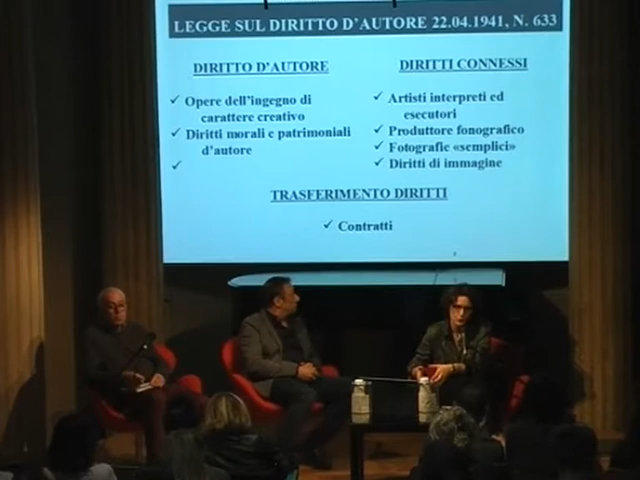 LEGGE SUL DIRITTO D'AUTORE 22.04.1941, N. 633
DIRITTO D'AUTORE
✓ Opere dell'ingegno di
carattere creativo
✓ Diritti morali e patrimoniali
d'autore
✓
DIRITTI CONNESSI
✓ Artisti interpreti ed
esecutori
✓ Produttore fonografico
✓ Fotografie «semplici»
✓ Diritti di immagine
TRASFERIMENTO DIRITTI
✓ Contratti